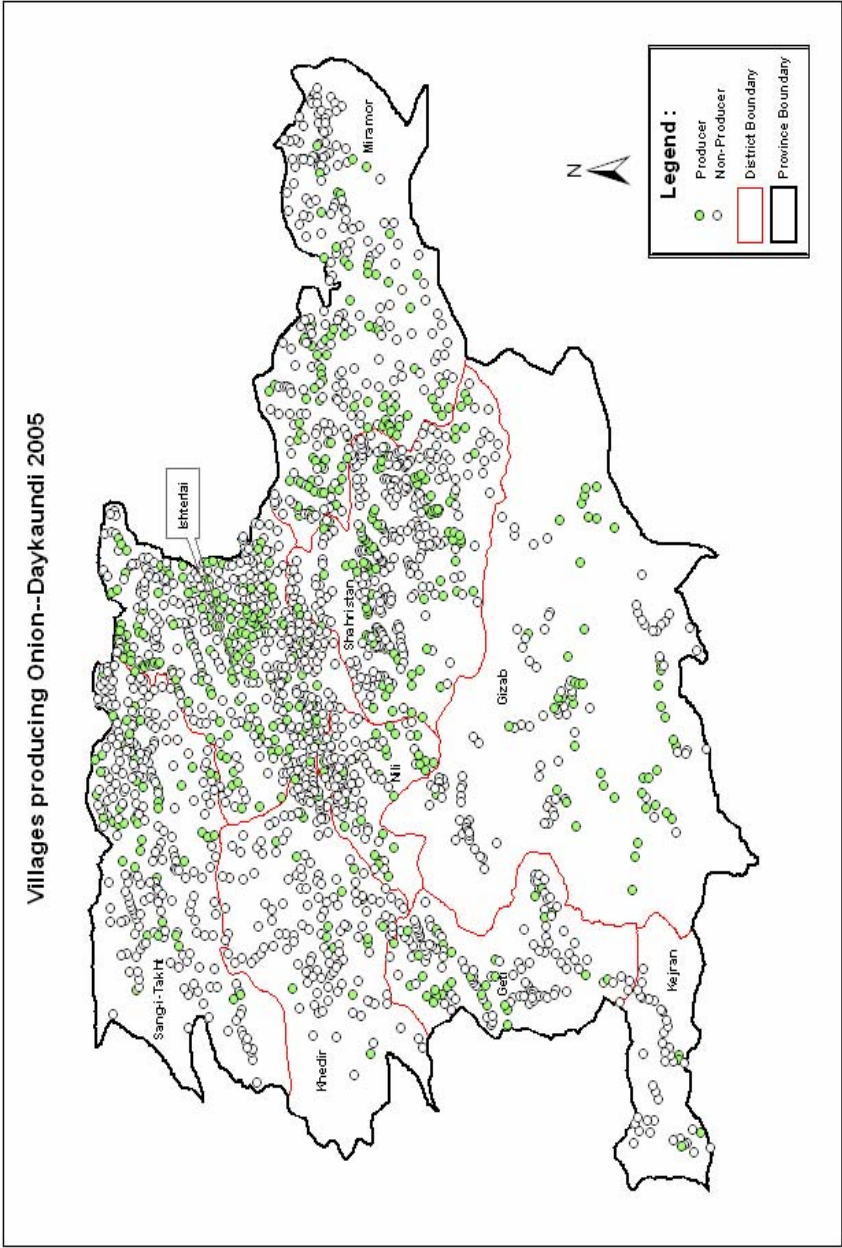 Villages producing Onion--Daykaundi 2005
Ishterlai
Miramor
Sang-i-Takht
Shahristan
Khedir
Nili
Gizab
Geti
Kejran
N
Legend :
Producer
Non-Producer
District Boundary
Province Boundary